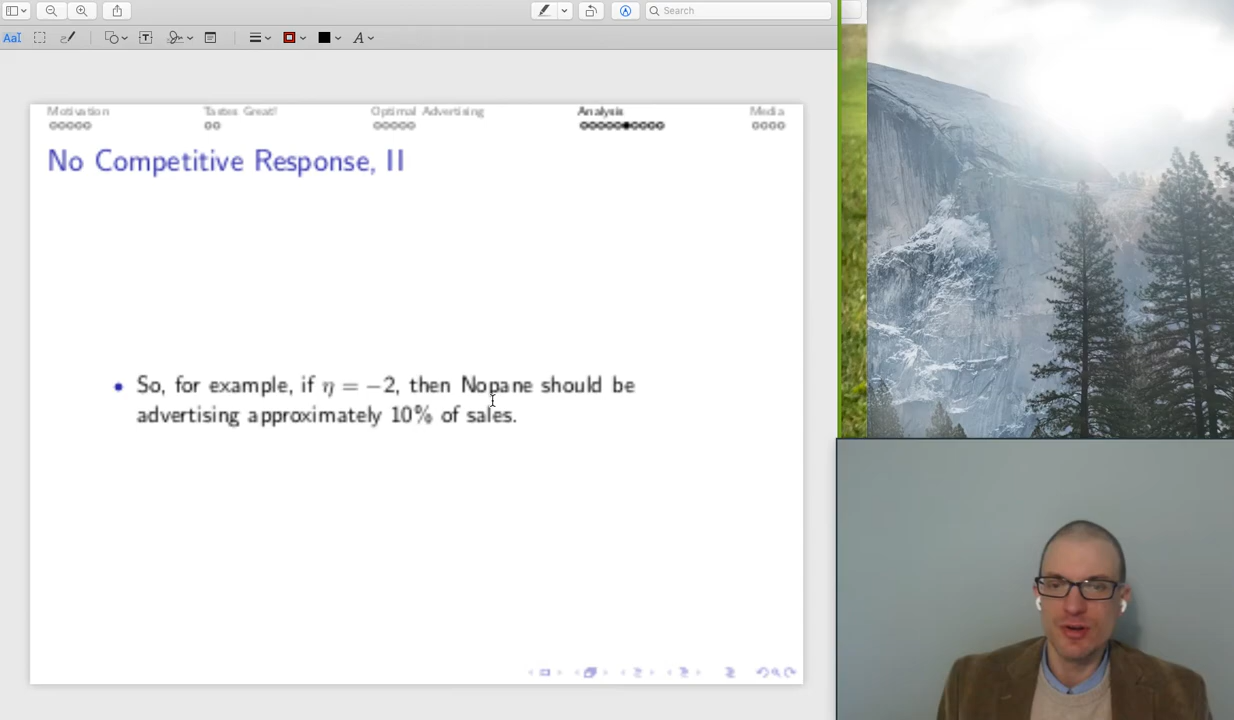 Search
AaI
A
Motivation
Tastes Great!
Optimal Advertising
Analysis
Media
No Competitive Response, II
• So, for example, if η = −2, then Nopane should be
advertising approximately 10% of sales.